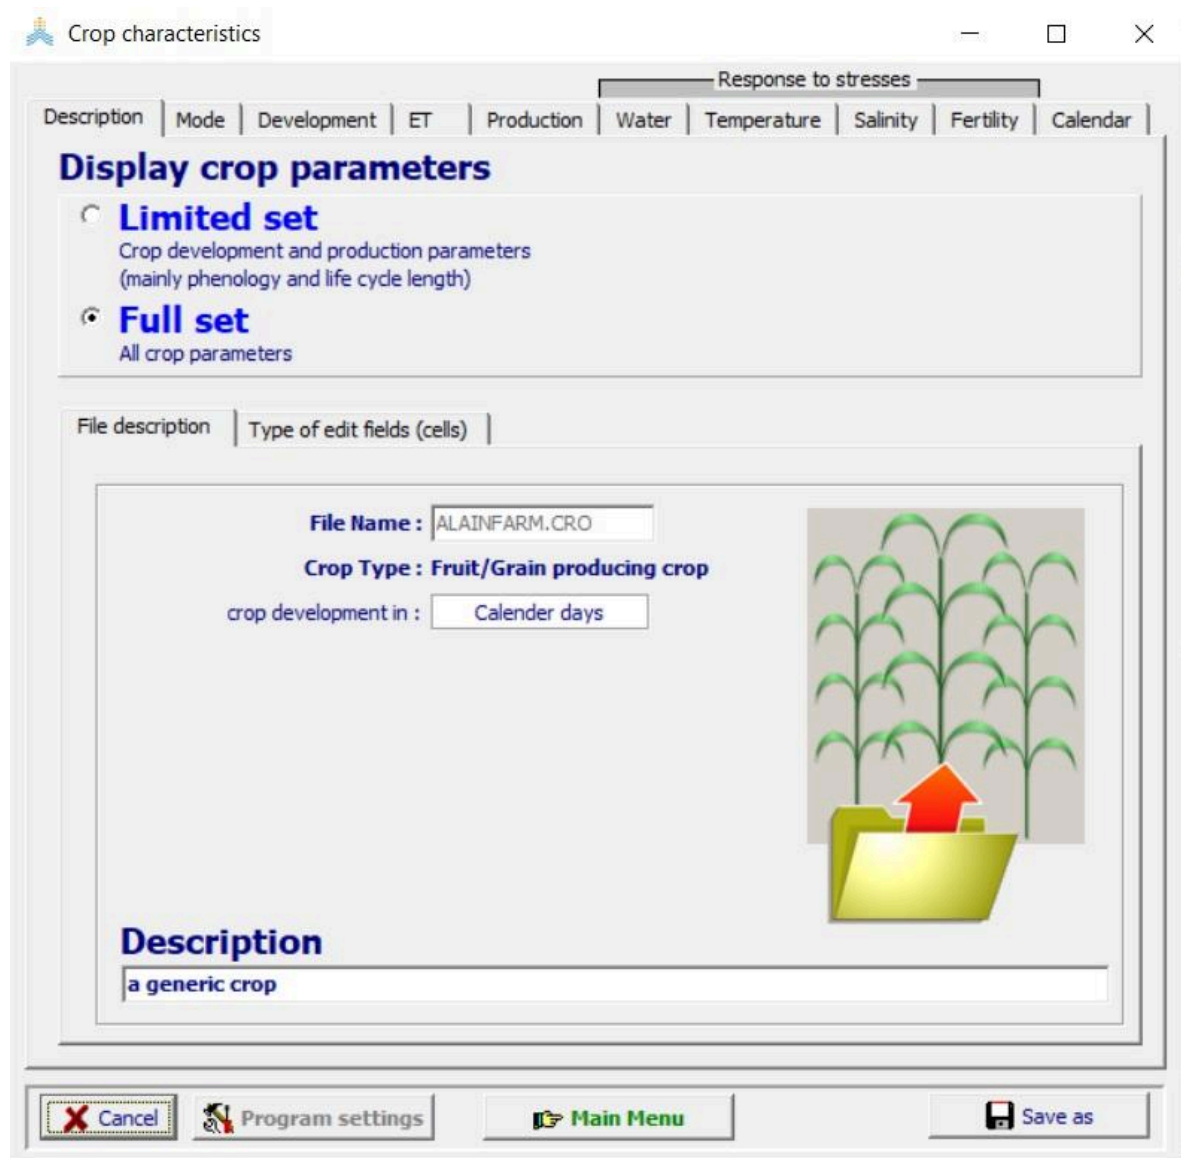 Crop characteristics
Response to stresses
Description Mode Development ET Production Water Temperature Salinity Fertility Calendar
Display crop parameters
Limited set
Crop development and production parameters
(mainly phenology and life cycle length)
Full set
All crop parameters
File description Type of edit fields (cells)
File Name : ALAINFARM.CRO
Crop Type : Fruit/Grain producing crop
crop development in : Calender days
Description
a generic crop
Cancel Program settings Main Menu Save as